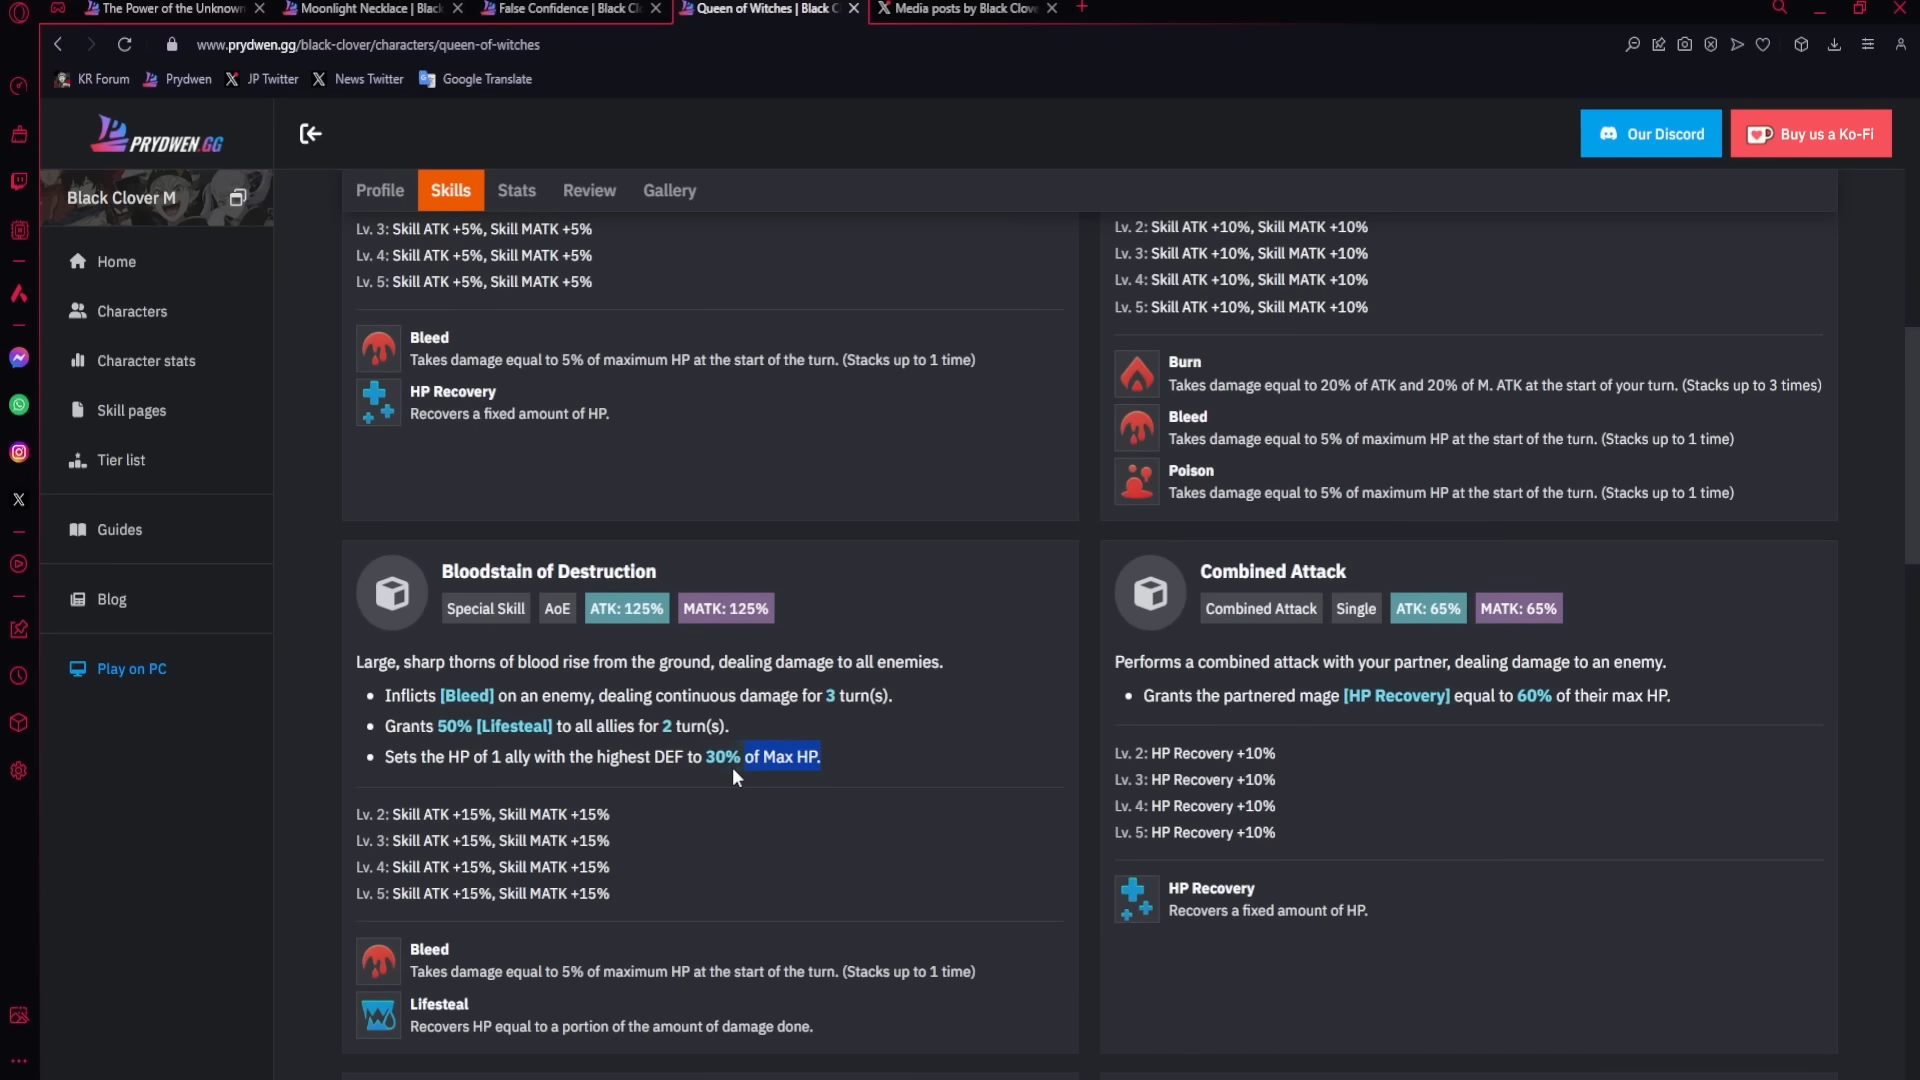 The Power of the Unknown
Moonlight Necklace | Black
False Confidence | Black Cl
Queen of Witches | Black C
Media posts by Black Clove
www.prydwen.gg/black-clover/characters/queen-of-witches
KR Forum
Prydwen
JP Twitter
News Twitter
Google Translate
PRYDWEN.GG
Our Discord
Buy us a Ko-Fi
Black Clover M
Home
Characters
Character stats
Skill pages
Tier list
Guides
Blog
Play on PC
Profile
Skills
Stats
Review
Gallery
Lv. 3: Skill ATK +5%, Skill MATK +5%
Lv. 4: Skill ATK +5%, Skill MATK +5%
Lv. 5: Skill ATK +5%, Skill MATK +5%
Bleed
Takes damage equal to 5% of maximum HP at the start of the turn. (Stacks up to 1 time)
HP Recovery
Recovers a fixed amount of HP.
Lv. 2: Skill ATK +10%, Skill MATK +10%
Lv. 3: Skill ATK +10%, Skill MATK +10%
Lv. 4: Skill ATK +10%, Skill MATK +10%
Lv. 5: Skill ATK +10%, Skill MATK +10%
Burn
Takes damage equal to 20% of ATK and 20% of M. ATK at the start of your turn. (Stacks up to 3 times)
Bleed
Takes damage equal to 5% of maximum HP at the start of the turn. (Stacks up to 1 time)
Poison
Takes damage equal to 5% of maximum HP at the start of the turn. (Stacks up to 1 time)
Bloodstain of Destruction
Special Skill
AoE
ATK: 125%
MATK: 125%
Large, sharp thorns of blood rise from the ground, dealing damage to all enemies.
Inflicts [Bleed] on an enemy, dealing continuous damage for 3 turn(s).
Grants 50% [Lifesteal] to all allies for 2 turn(s).
Sets the HP of 1 ally with the highest DEF to 30% of Max HP.
Lv. 2: Skill ATK +15%, Skill MATK +15%
Lv. 3: Skill ATK +15%, Skill MATK +15%
Lv. 4: Skill ATK +15%, Skill MATK +15%
Lv. 5: Skill ATK +15%, Skill MATK +15%
Bleed
Takes damage equal to 5% of maximum HP at the start of the turn. (Stacks up to 1 time)
Lifesteal
Recovers HP equal to a portion of the amount of damage done.
Combined Attack
Combined Attack
Single
ATK: 65%
MATK: 65%
Performs a combined attack with your partner, dealing damage to an enemy.
Grants the partnered mage [HP Recovery] equal to 60% of their max HP.
Lv. 2: HP Recovery +10%
Lv. 3: HP Recovery +10%
Lv. 4: HP Recovery +10%
Lv. 5: HP Recovery +10%
HP Recovery
Recovers a fixed amount of HP.